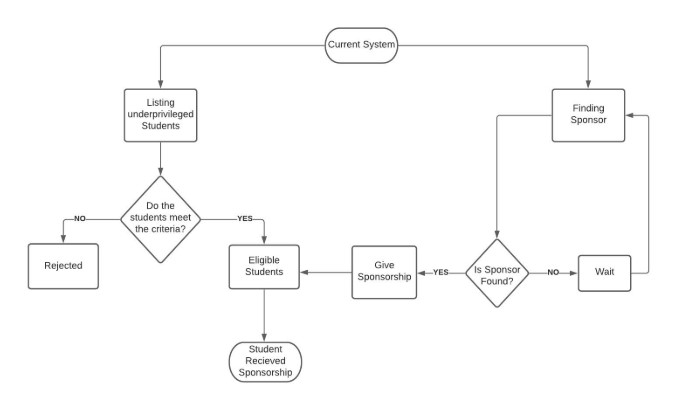 Current System
Listing
underprivileged
Students
Finding
Sponsor
Do the
students meet
the criteria?
NO
YES
Rejected
Eligible
Students
Give
Sponsorship
YES
Is Sponsor
Found?
NO
Wait
Student
Recieved
Sponsorship